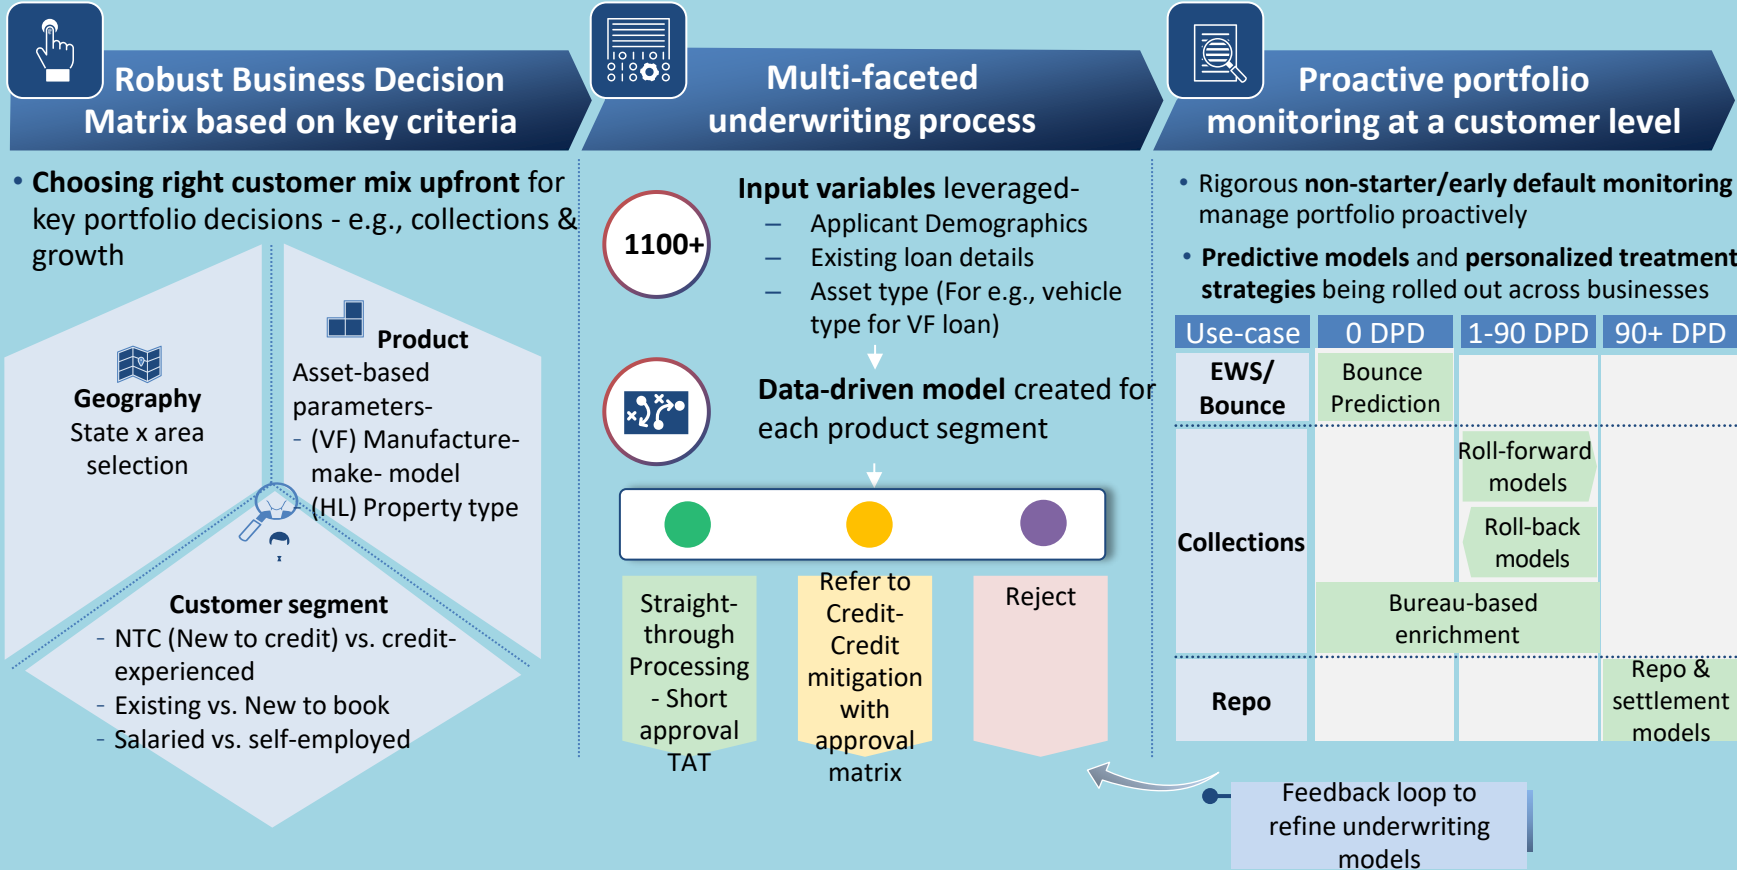 Robust Business Decision
Matrix based on key criteria
• Choosing right customer mix upfront for
key portfolio decisions - e.g., collections &
growth
Geography
State x area
selection
Product
Asset-based
parameters-
- (VF) Manufacture-
make- model
- (HL) Property type
Customer segment
- NTC (New to credit) vs. credit-
experienced
- Existing vs. New to book
- Salaried vs. self-employed
Multi-faceted
underwriting process
1100+
Input variables leveraged-
– Applicant Demographics
– Existing loan details
– Asset type (For e.g., vehicle
type for VF loan)
Data-driven model created for
each product segment
Straight-
through
Processing
- Short
approval
TAT
Refer to
Credit-
Credit
mitigation
with
approval
matrix
Reject
Proactive portfolio
monitoring at a customer level
• Rigorous non-starter/early default monitoring
manage portfolio proactively
• Predictive models and personalized treatment
strategies being rolled out across businesses
Use-case 0 DPD 1-90 DPD 90+ DPD
EWS/
Bounce
Bounce
Prediction
Collections
Roll-forward
models
Roll-back
models
Bureau-based
enrichment
Repo
Repo &
settlement
models
Feedback loop to
refine underwriting
models